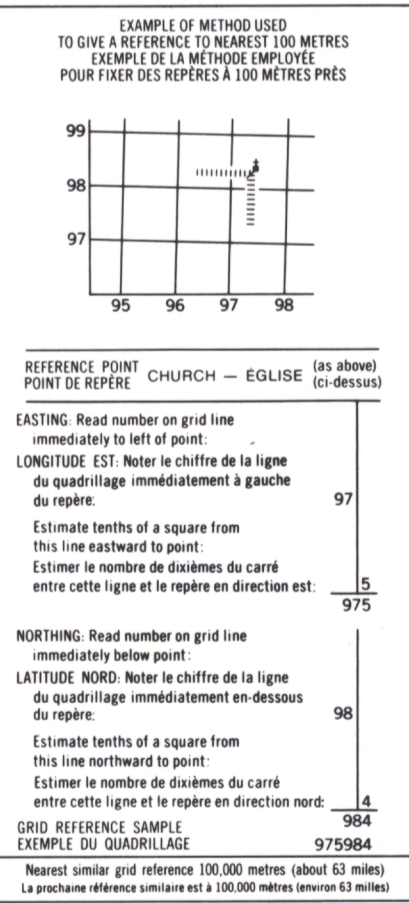 EXAMPLE OF METHOD USED
TO GIVE A REFERENCE TO NEAREST 100 METRES
EXEMPLE DE LA MÉTHODE EMPLOYÉE
POUR FIXER DES REPÈRES À 100 MÈTRES PRÈS
99
98
97
95 96 97 98
REFERENCE POINT
POINT DE REPÈRE
CHURCH — ÉGLISE
(as above)
(ci-dessus)
EASTING: Read number on grid line
immediately to left of point:
LONGITUDE EST: Noter le chiffre de la ligne
du quadrillage immédiatement à gauche
du repère: 97
Estimate tenths of a square from
this line eastward to point:
Estimer le nombre de dixièmes du carré
entre cette ligne et le repère en direction est: 5
975
NORTHING: Read number on grid line
immediately below point:
LATITUDE NORD: Noter le chiffre de la ligne
du quadrillage immédiatement en-dessous
du repère: 98
Estimate tenths of a square from
this line northward to point:
Estimer le nombre de dixièmes du carré
entre cette ligne et le repère en direction nord: 4
984
GRID REFERENCE SAMPLE
EXEMPLE DU QUADRILLAGE 975984
Nearest similar grid reference 100,000 metres (about 63 miles)
La prochaine référence similaire est à 100,000 mètres (environ 63 milles)